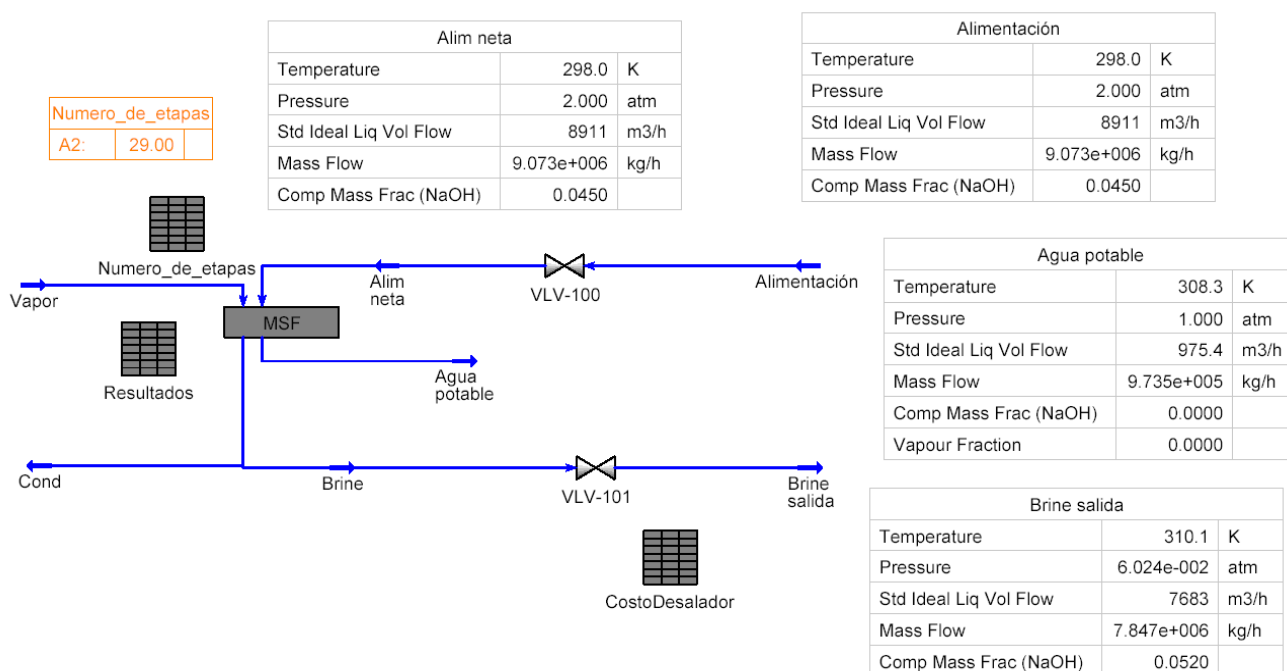 Alim neta
Temperature 298.0 K
Pressure 2.000 atm
Std Ideal Liq Vol Flow 8911 m3/h
Mass Flow 9.073e+006 kg/h
Comp Mass Frac (NaOH) 0.0450
Alimentación
Temperature 298.0 K
Pressure 2.000 atm
Std Ideal Liq Vol Flow 8911 m3/h
Mass Flow 9.073e+006 kg/h
Comp Mass Frac (NaOH) 0.0450
Numero_de_etapas
A2: 29.00
Numero_de_etapas
Vapor
Alim
neta
VLV-100
Alimentación
MSF
Resultados
Agua
potable
Agua potable
Temperature 308.3 K
Pressure 1.000 atm
Std Ideal Liq Vol Flow 975.4 m3/h
Mass Flow 9.735e+005 kg/h
Comp Mass Frac (NaOH) 0.0000
Vapour Fraction 0.0000
Cond
Brine
VLV-101
Brine
salida
CostoDesalador
Brine salida
Temperature 310.1 K
Pressure 6.024e-002 atm
Std Ideal Liq Vol Flow 7683 m3/h
Mass Flow 7.847e+006 kg/h
Comp Mass Frac (NaOH) 0.0520